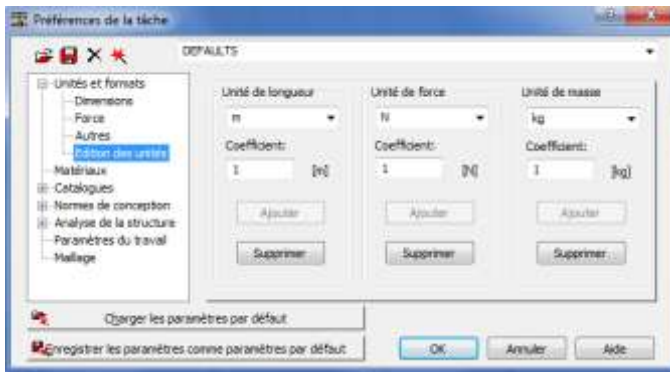 Préférences de la tâche
DEFAULTS
Unités et formats
Dimensions
Force
Autres
Edition des unités
Matériaux
Catalogues
Normes de conception
Analyse de la structure
Paramètres du travail
Maillage
Unité de longueur
m
Coefficient:
1 [m]
Ajouter
Supprimer
Unité de force
N
Coefficient:
1 [N]
Ajouter
Supprimer
Unité de masse
kg
Coefficient:
1 [kg]
Ajouter
Supprimer
Charger les paramètres par défaut
Enregistrer les paramètres comme paramètres par défaut
OK
Annuler
Aide